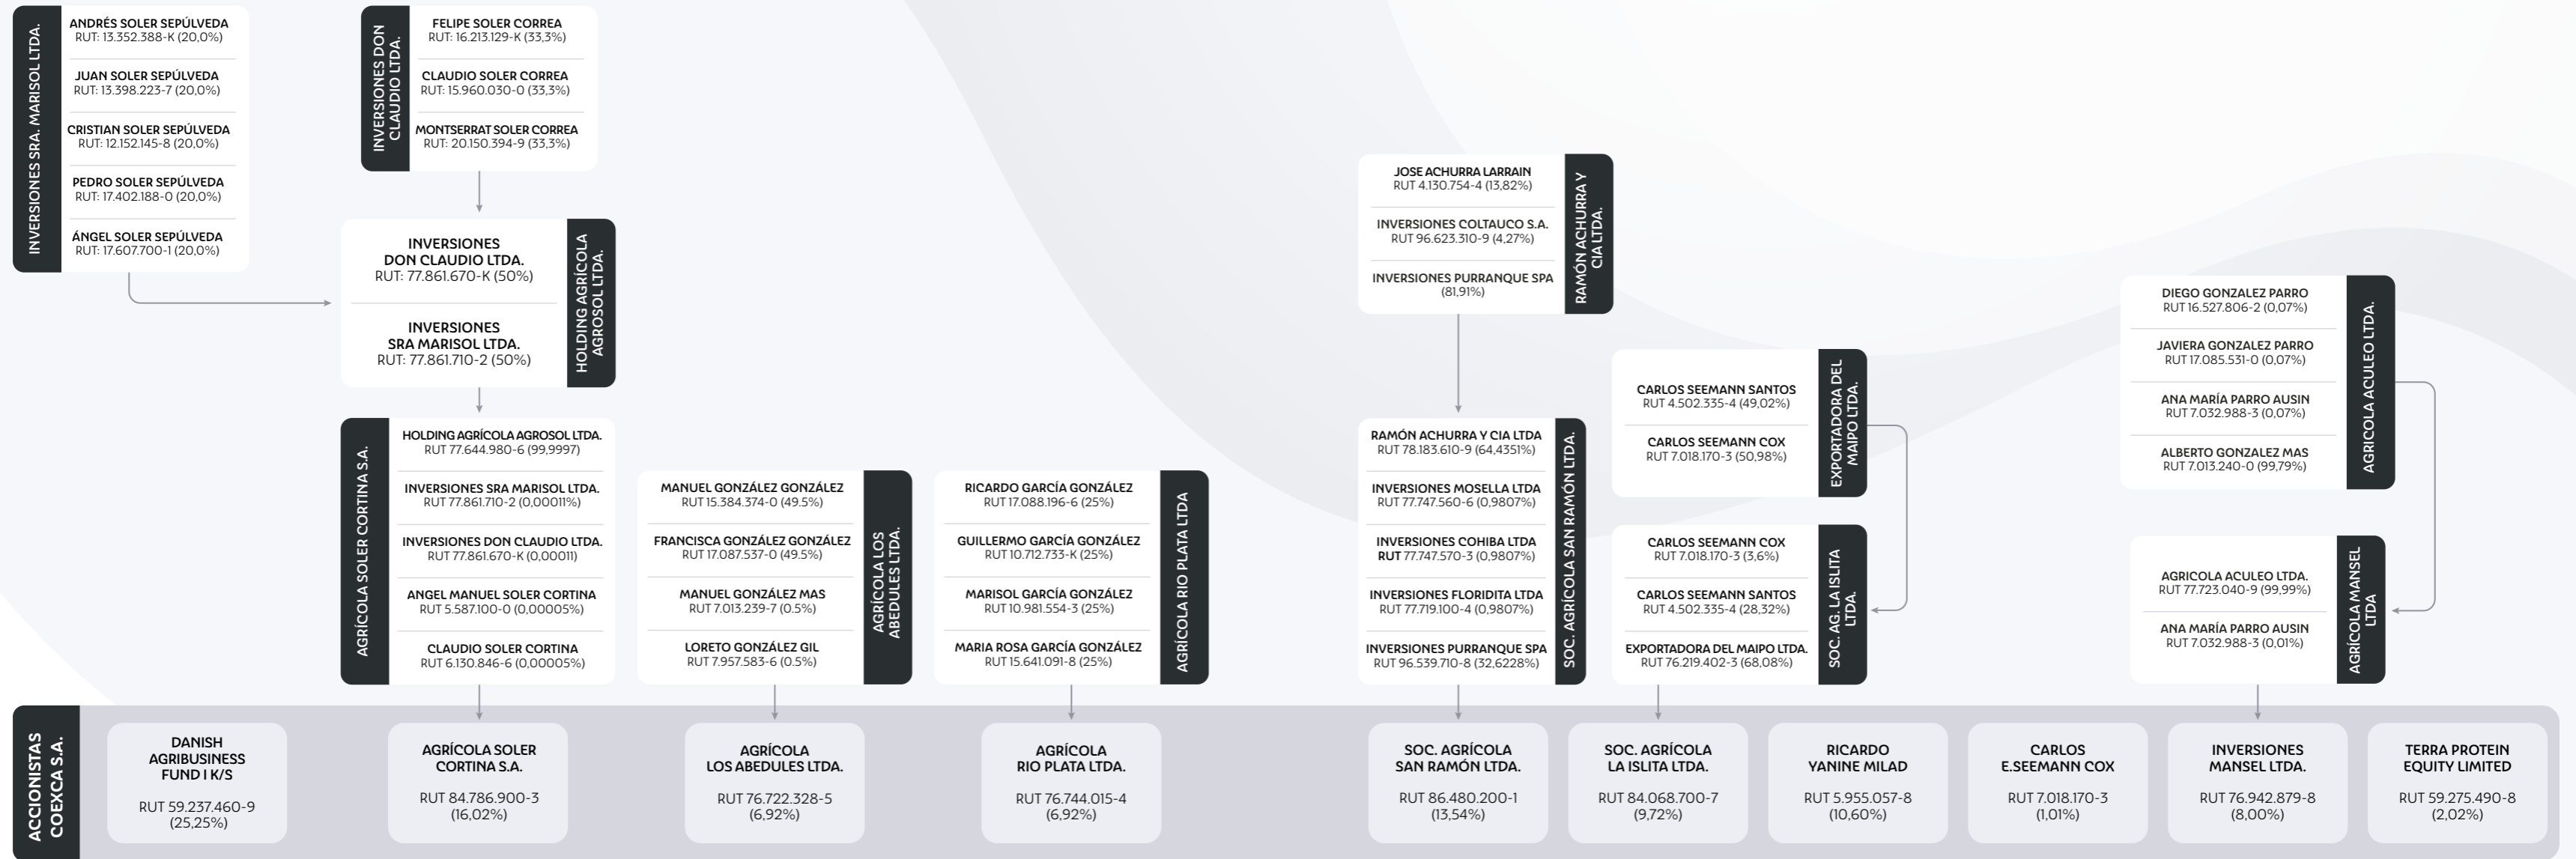 INVERSIONES SRA. MARISOL LTDA.
ANDRÉS SOLER SEPÚLVEDA
RUT: 13.352.388-K (20,0%)
JUAN SOLER SEPÚLVEDA
RUT: 13.398.223-7 (20,0%)
CRISTIAN SOLER SEPÚLVEDA
RUT: 12.152.145-8 (20,0%)
PEDRO SOLER SEPÚLVEDA
RUT: 17.402.188-0 (20,0%)
ÁNGEL SOLER SEPÚLVEDA
RUT: 17.607.700-1 (20,0%)
INVERSIONES DON
CLAUDIO LTDA.
FELIPE SOLER CORREA
RUT: 16.213.129-K (33,3%)
CLAUDIO SOLER CORREA
RUT: 15.960.030-0 (33,3%)
MONTSERRAT SOLER CORREA
RUT: 20.150.394-9 (33,3%)
INVERSIONES
DON CLAUDIO LTDA.
RUT: 77.861.670-K (50%)
INVERSIONES
SRA MARISOL LTDA.
RUT: 77.861.710-2 (50%)
HOLDING AGRÍCOLA
AGROSOL LTDA.
AGRÍCOLA SOLER CORTINA S.A.
HOLDING AGRÍCOLA AGROSOL LTDA.
RUT 77.644.980-6 (99,9997)
INVERSIONES SRA MARISOL LTDA.
RUT 77.861.710-2 (0,00011%)
INVERSIONES DON CLAUDIO LTDA.
RUT 77.861.670-K (0,00011)
ANGEL MANUEL SOLER CORTINA
RUT 5.587.100-0 (0,00005%)
CLAUDIO SOLER CORTINA
RUT 6.130.846-6 (0,00005%)
MANUEL GONZÁLEZ GONZÁLEZ
RUT 15.384.374-0 (49.5%)
FRANCISCA GONZÁLEZ GONZÁLEZ
RUT 17.087.537-0 (49.5%)
MANUEL GONZÁLEZ MAS
RUT 7.013.239-7 (0.5%)
LORETO GONZÁLEZ GIL
RUT 7.957.583-6 (0.5%)
AGRÍCOLA LOS
ABEDULES LTDA.
RICARDO GARCÍA GONZÁLEZ
RUT 17.088.196-6 (25%)
GUILLERMO GARCÍA GONZÁLEZ
RUT 10.712.733-K (25%)
MARISOL GARCÍA GONZÁLEZ
RUT 10.981.554-3 (25%)
MARIA ROSA GARCÍA GONZÁLEZ
RUT 15.641.091-8 (25%)
AGRÍCOLA RIO PLATA LTDA
JOSE ACHURRA LARRAIN
RUT 4.130.754-4 (13,82%)
INVERSIONES COLTAUCO S.A.
RUT 96.623.310-9 (4,27%)
INVERSIONES PURRANQUE SPA
(81,91%)
RAMÓN ACHURRA Y
CIA LTDA.
RAMÓN ACHURRA Y CIA LTDA
RUT 78.183.610-9 (64,4351%)
INVERSIONES MOSELLA LTDA
RUT 77.747.560-6 (0,9807%)
INVERSIONES COHIBA LTDA
RUT 77.747.570-3 (0,9807%)
INVERSIONES FLORIDITA LTDA
RUT 77.719.100-4 (0,9807%)
INVERSIONES PURRANQUE SPA
RUT 96.539.710-8 (32,6228%)
SOC. AGRÍCOLA SAN RAMÓN LTDA.
CARLOS SEEMANN SANTOS
RUT 4.502.335-4 (49,02%)
CARLOS SEEMANN COX
RUT 7.018.170-3 (50,98%)
EXPORTADORA DEL
MAIPO LTDA.
CARLOS SEEMANN COX
RUT 7.018.170-3 (3,6%)
CARLOS SEEMANN SANTOS
RUT 4.502.335-4 (28,32%)
EXPORTADORA DEL MAIPO LTDA.
RUT 76.219.402-3 (68,08%)
SOC. AG. LA ISLITA
LTDA.
DIEGO GONZALEZ PARRO
RUT 16.527.806-2 (0,07%)
JAVIERA GONZALEZ PARRO
RUT 17.085.531-0 (0,07%)
ANA MARÍA PARRO AUSIN
RUT 7.032.988-3 (0,07%)
ALBERTO GONZALEZ MAS
RUT 7.013.240-0 (99,79%)
AGRICOLA ACULEO LTDA.
AGRICOLA ACULEO LTDA.
RUT 77.723.040-9 (99,99%)
ANA MARÍA PARRO AUSIN
RUT 7.032.988-3 (0,01%)
AGRÍCOLA MANSEL
LTDA
ACCIONISTAS
COEXCA S.A.
DANISH
AGRIBUSINESS
FUND I K/S
RUT 59.237.460-9
(25,25%)
AGRÍCOLA SOLER
CORTINA S.A.
RUT 84.786.900-3
(16,02%)
AGRÍCOLA
LOS ABEDULES LTDA.
RUT 76.722.328-5
(6,92%)
AGRÍCOLA
RIO PLATA LTDA.
RUT 76.744.015-4
(6,92%)
SOC. AGRÍCOLA
SAN RAMÓN LTDA.
RUT 86.480.200-1
(13,54%)
SOC. AGRÍCOLA
LA ISLITA LTDA.
RUT 84.068.700-7
(9,72%)
RICARDO
YANINE MILAD
RUT 5.955.057-8
(10,60%)
CARLOS
E.SEEMANN COX
RUT 7.018.170-3
(1,01%)
INVERSIONES
MANSEL LTDA.
RUT 76.942.879-8
(8,00%)
TERRA PROTEIN
EQUITY LIMITED
RUT 59.275.490-8
(2,02%)